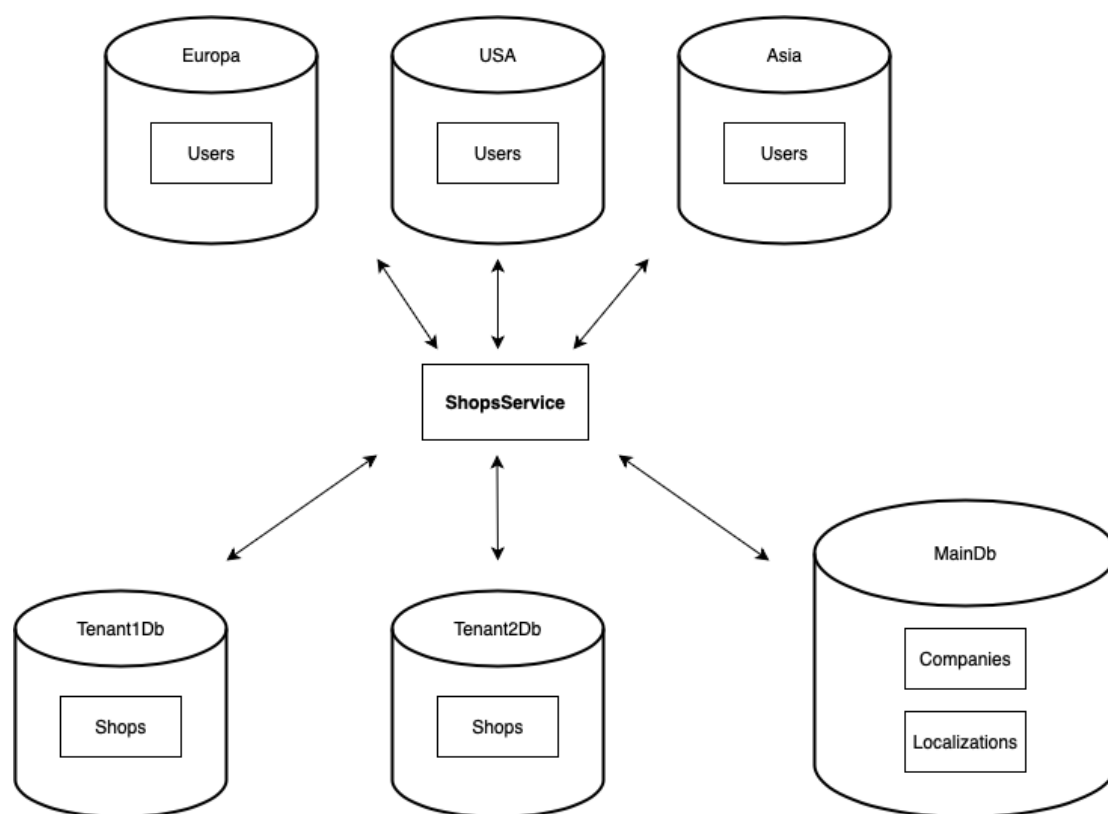 Europa
USA
Asia
Users
Users
Users
ShopsService
MainDb
Tenant1Db
Tenant2Db
Companies
Shops
Shops
Localizations